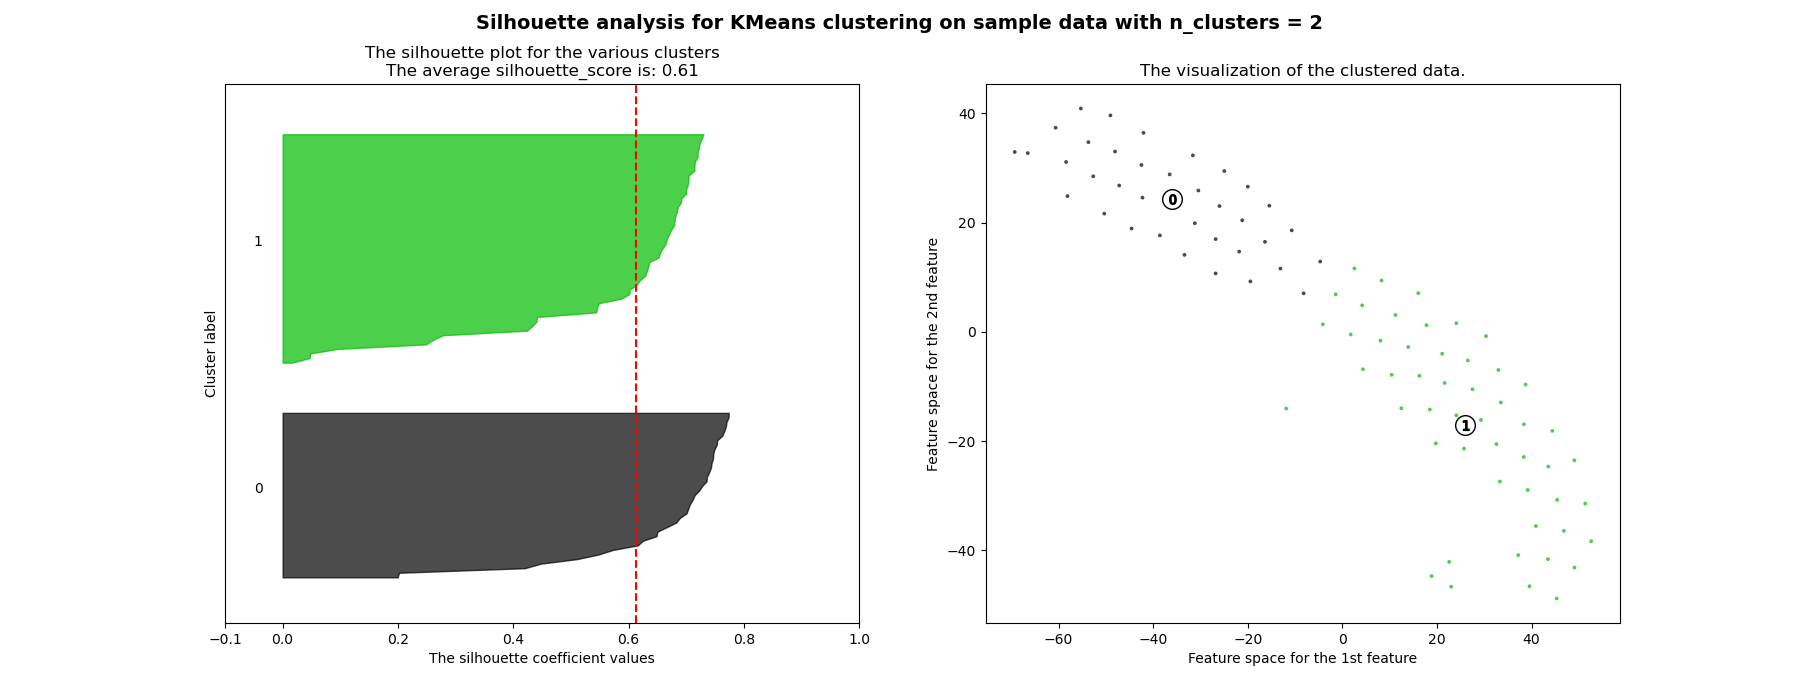 Silhouette analysis for KMeans clustering on sample data with n_clusters = 2
The silhouette plot for the various clusters
The average silhouette_score is: 0.61
1
0
Cluster label
−0.1 0.0 0.2 0.4 0.6 0.8 1.0
The silhouette coefficient values
The visualization of the clustered data.
40
20
0
−20
−40
Feature space for the 2nd feature
0
1
−60 −40 −20 0 20 40
Feature space for the 1st feature